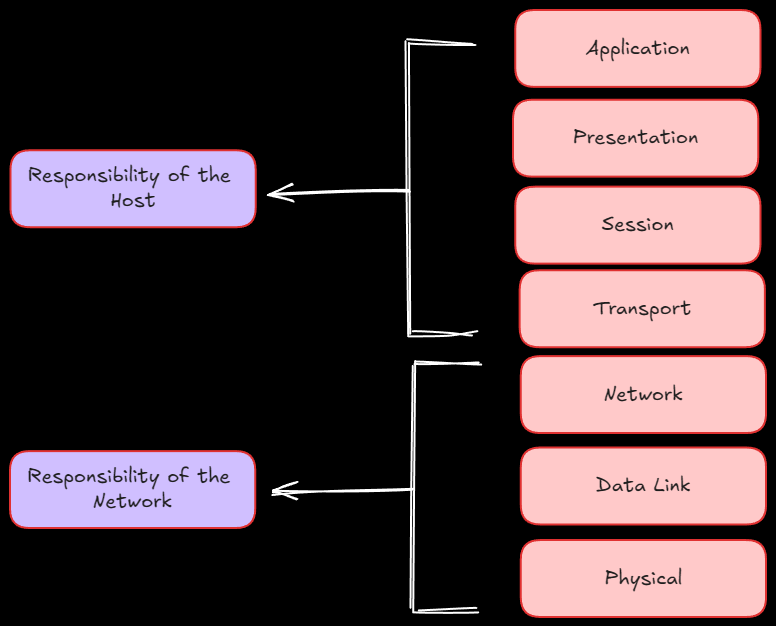 Application
Presentation
Responsibility of the
Host
Session
Transport
Network
Responsibility of the
Network
Data Link
Physical